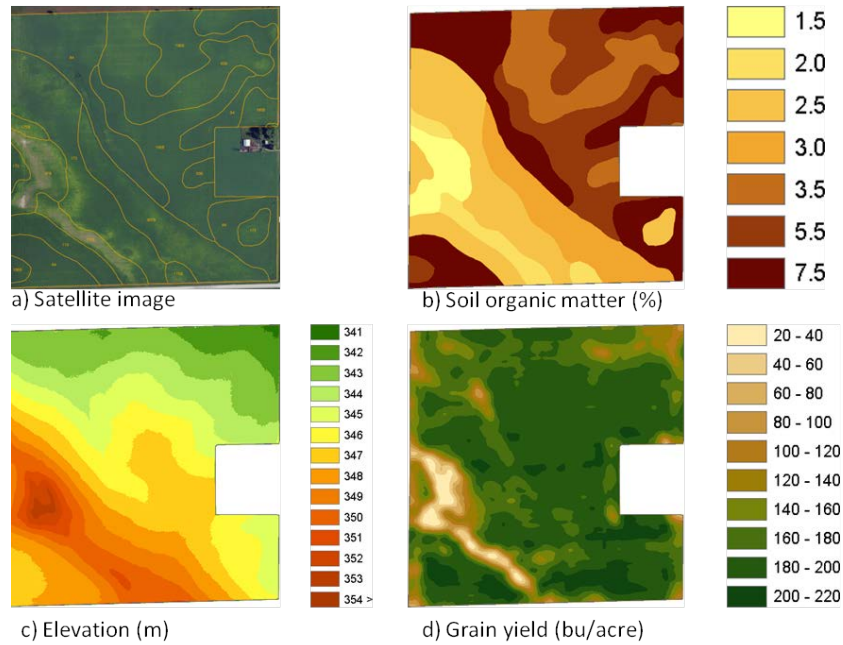 1.5
2.0
2.5
3.0
3.5
5.5
7.5
a) Satellite image
b) Soil organic matter (%)
341
342
343
344
345
346
347
348
349
350
351
352
353
354 >
20 - 40
40 - 60
60 - 80
80 - 100
100 - 120
120 - 140
140 - 160
160 - 180
180 - 200
200 - 220
c) Elevation (m)
d) Grain yield (bu/acre)